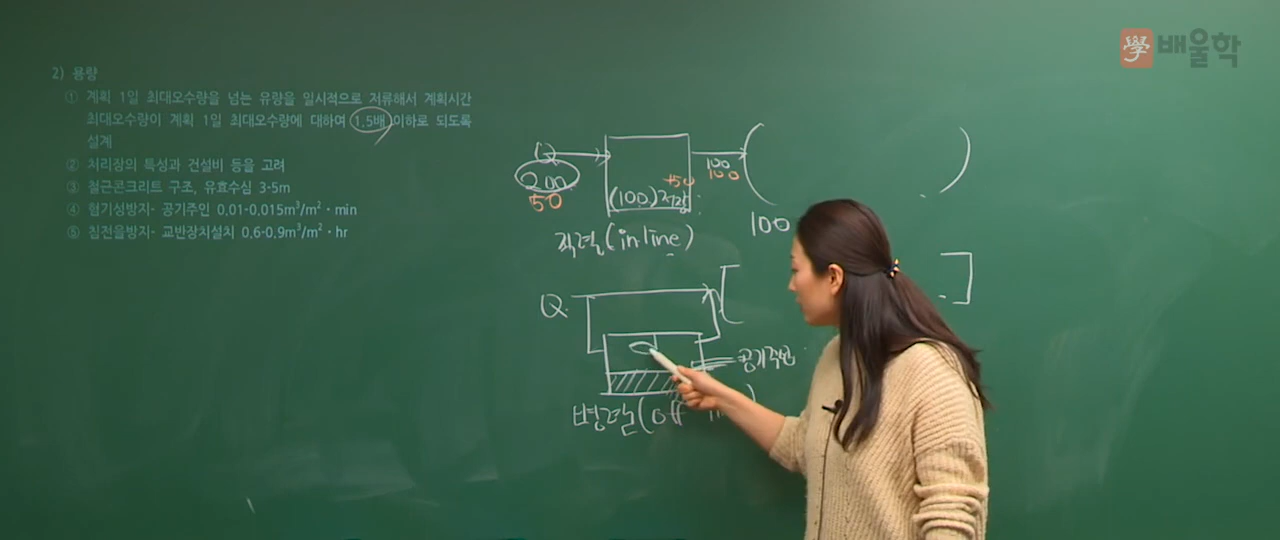 學 배울학
2) 용량
① 계획 1일 최대오수량을 넘는 유량을 일시적으로 저류해서 계획시간
최대오수량이 계획 1일 최대오수량에 대하여 1.5배 이하로 되도록
설계
② 처리장의 특성과 건설비 등을 고려
③ 철근콘크리트 구조, 유효수심 3-5m
④ 혐기성방지- 공기주인 0.01-0.015m³/m²·min
⑤ 침전을방지- 교반장치설치 0.6-0.9m³/m²·hr
Q
200
50
(100)저장
+50
100
100
100
직렬(in line)
Q
공기주입
병렬(off